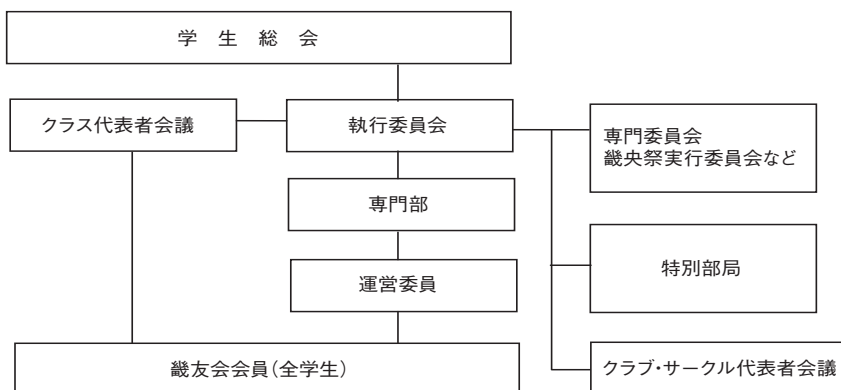 学 生 総 会
クラス代表者会議
執行委員会
専門委員会
畿央祭実行委員会など
専門部
特別部局
運営委員
畿友会会員(全学生)
クラブ・サークル代表者会議